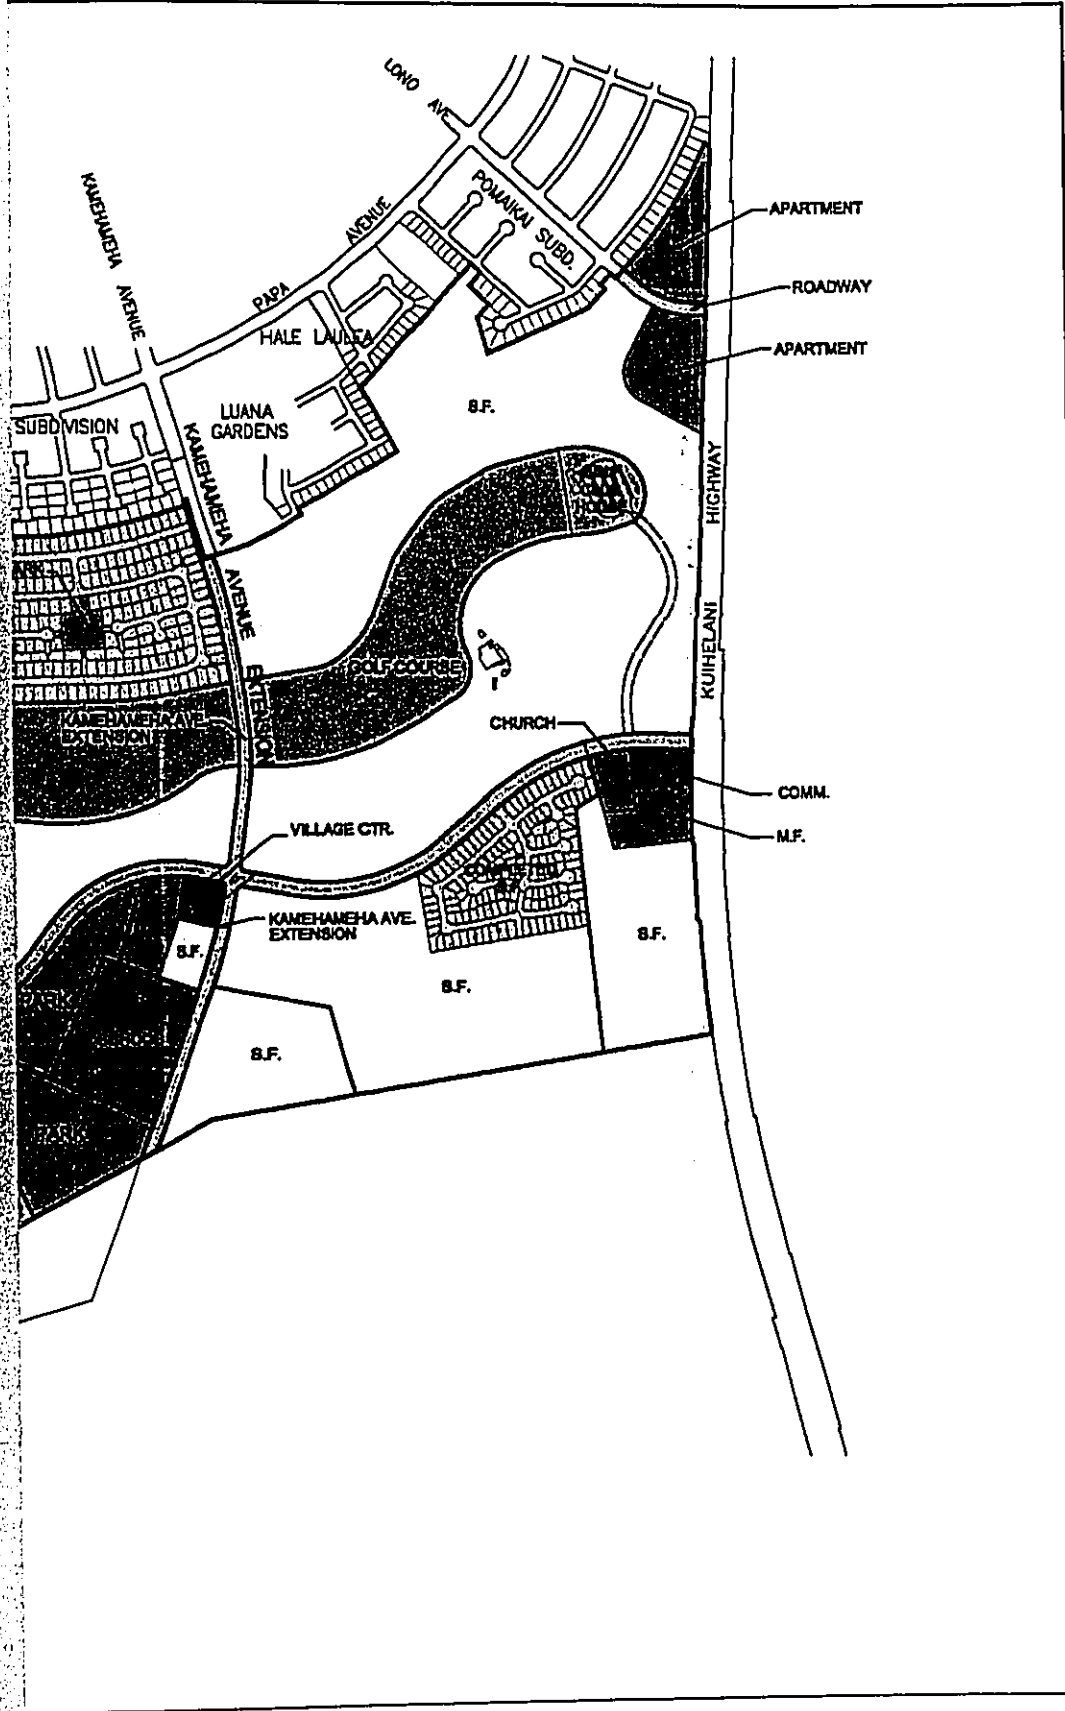 LONO AVE
KAMEHAMEHA AVENUE
POMAIKAI SUBD.
PAPA AVENUE
APARTMENT
ROADWAY
HALE LAULEA
APARTMENT
S.F.
LUANA
GARDENS
SUBDIVISION
KAMEHAMEHA AVENUE EXTENSION
KUIHELANI HIGHWAY
GOLF COURSE
KAMEHAMEHA AVE.
EXTENSION
CHURCH
COMM.
M.F.
VILLAGE CTR.
KAMEHAMEHA AVE.
EXTENSION
S.F.
S.F.
S.F.
S.F.
PARK
PARK